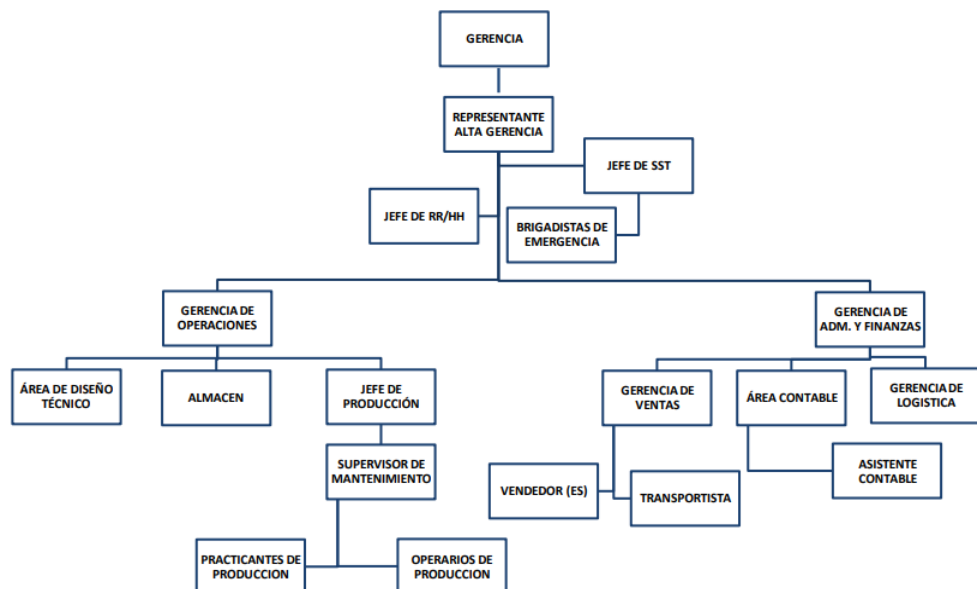 GERENCIA
REPRESENTANTE
ALTA GERENCIA
JEFE DE SST
JEFE DE RR/HH
BRIGADISTAS DE
EMERGENCIA
GERENCIA DE
OPERACIONES
GERENCIA DE
ADM. Y FINANZAS
ÁREA DE DISEÑO
TÉCNICO
ALMACEN
JEFE DE
PRODUCCIÓN
GERENCIA DE
VENTAS
ÁREA CONTABLE
GERENCIA DE
LOGISTICA
SUPERVISOR DE
MANTENIMIENTO
VENDEDOR (ES)
TRANSPORTISTA
ASISTENTE
CONTABLE
PRACTICANTES DE
PRODUCCION
OPERARIOS DE
PRODUCCION